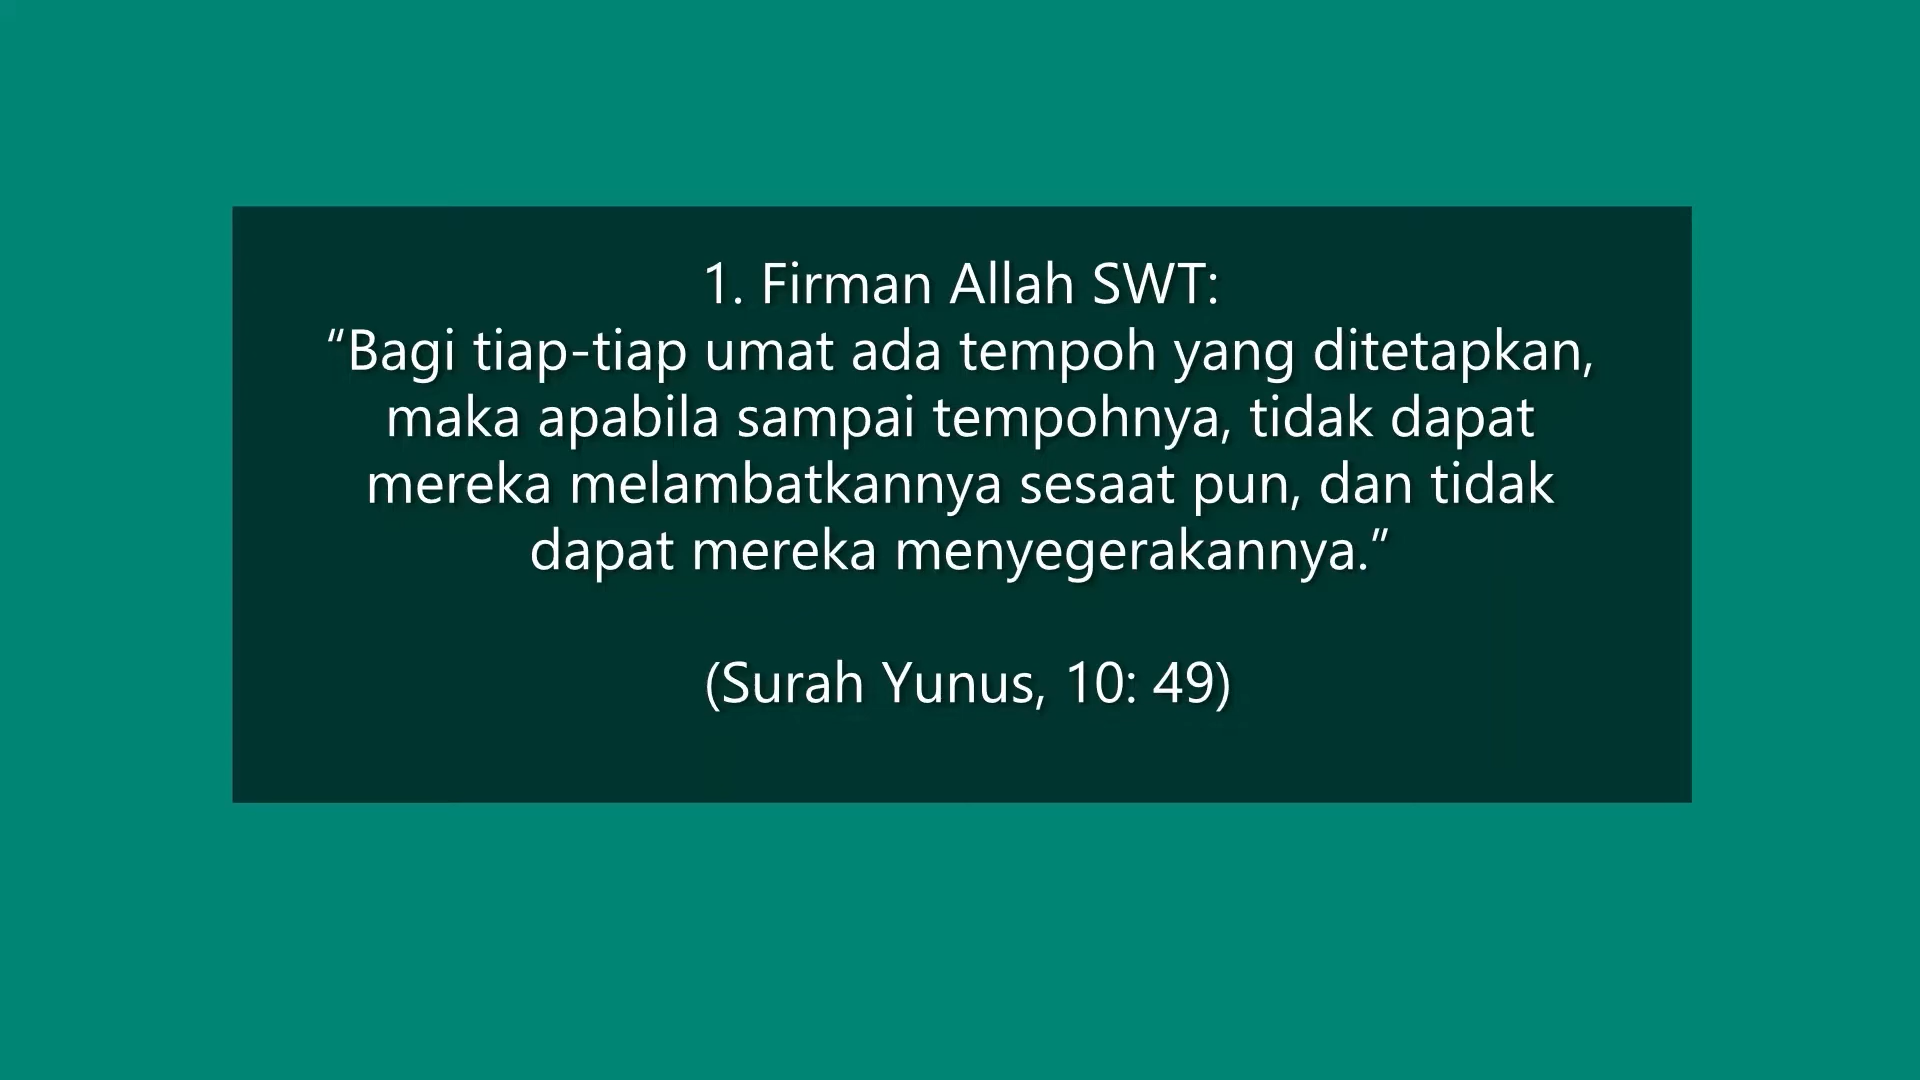 1. Firman Allah SWT:
“Bagi tiap-tiap umat ada tempoh yang ditetapkan,
maka apabila sampai tempohnya, tidak dapat
mereka melambatkannya sesaat pun, dan tidak
dapat mereka menyegerakannya.”
(Surah Yunus, 10: 49)